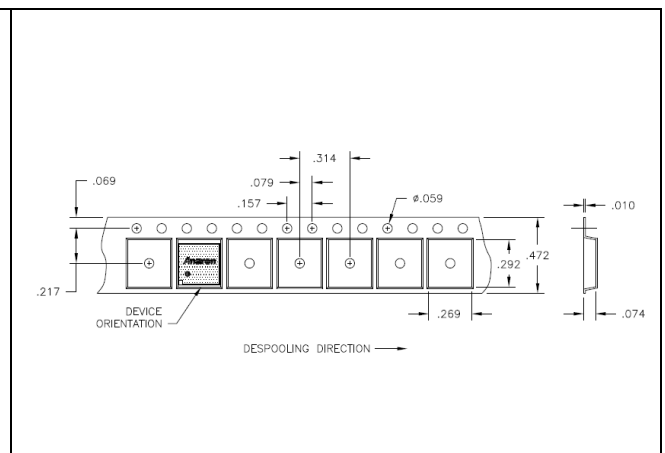 .314
.069
.079
ø.059
.157
.010
Anaren
.472
.292
.217
DEVICE
ORIENTATION
.269
.074
DESPOOLING DIRECTION